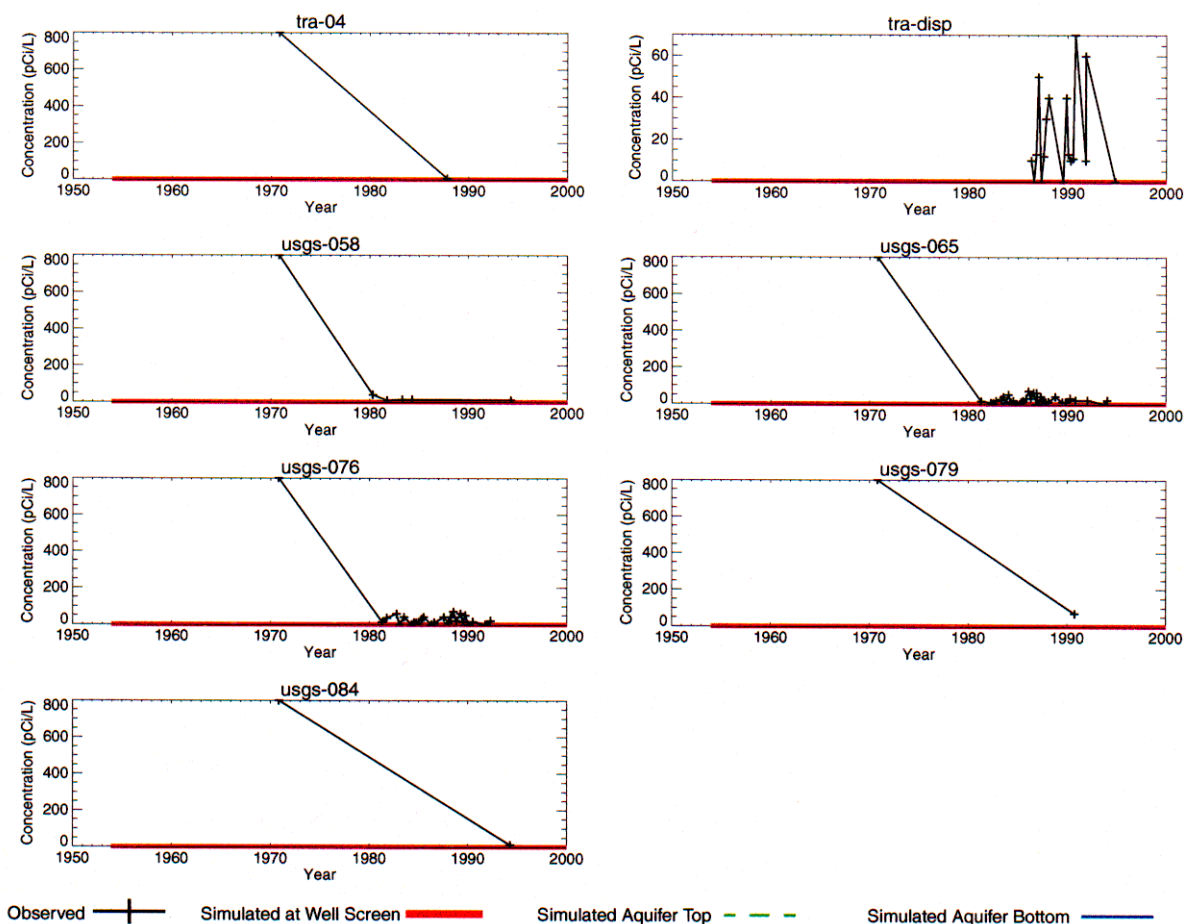 tra-04
Concentration (pCi/L)
800
600
400
200
0
1950 1960 1970 1980 1990 2000
Year
tra-disp
Concentration (pCi/L)
60
40
20
0
1950 1960 1970 1980 1990 2000
Year
usgs-058
Concentration (pCi/L)
800
600
400
200
0
1950 1960 1970 1980 1990 2000
Year
usgs-065
Concentration (pCi/L)
800
600
400
200
0
1950 1960 1970 1980 1990 2000
Year
usgs-076
Concentration (pCi/L)
800
600
400
200
0
1950 1960 1970 1980 1990 2000
Year
usgs-079
Concentration (pCi/L)
800
600
400
200
0
1950 1960 1970 1980 1990 2000
Year
usgs-084
Concentration (pCi/L)
800
600
400
200
0
1950 1960 1970 1980 1990 2000
Year
Observed Simulated at Well Screen Simulated Aquifer Top Simulated Aquifer Bottom